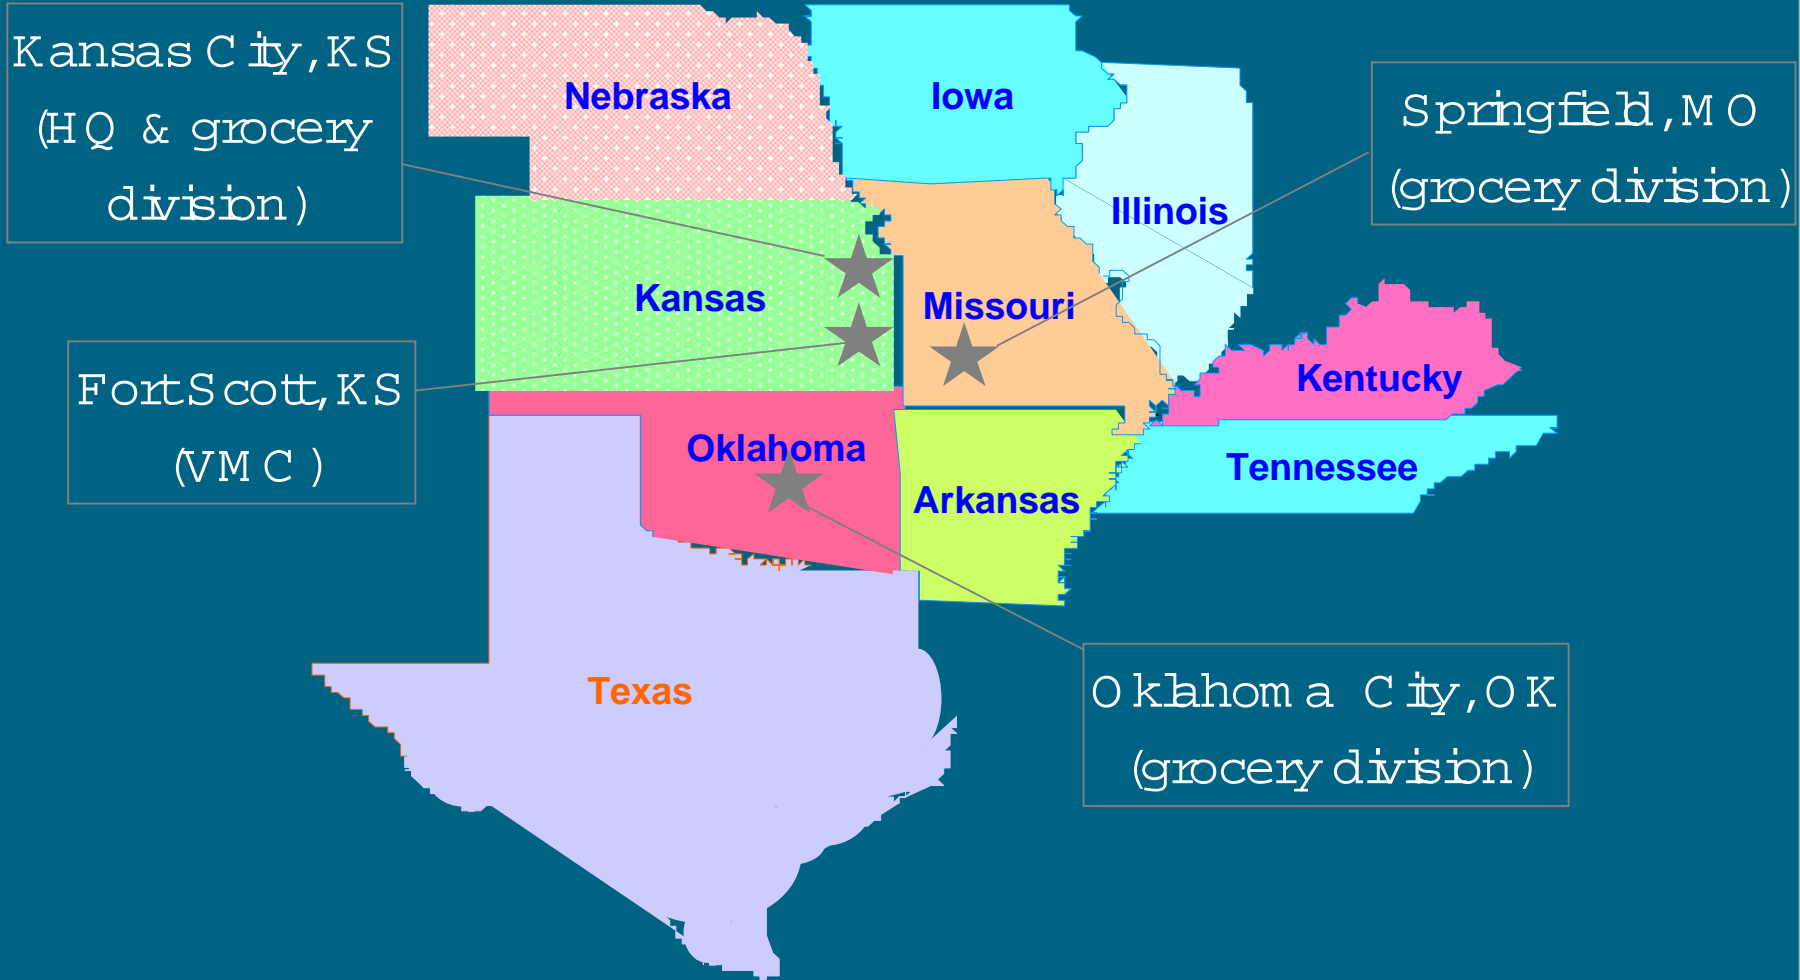 Kansas City, KS
(HQ & grocery
division)
Nebraska
Iowa
Springfield, MO
(grocery division)
Illinois
Kansas
Missouri
Fort Scott, KS
(VMC)
Kentucky
Oklahoma
Tennessee
Arkansas
Texas
Oklahoma City, OK
(grocery division)